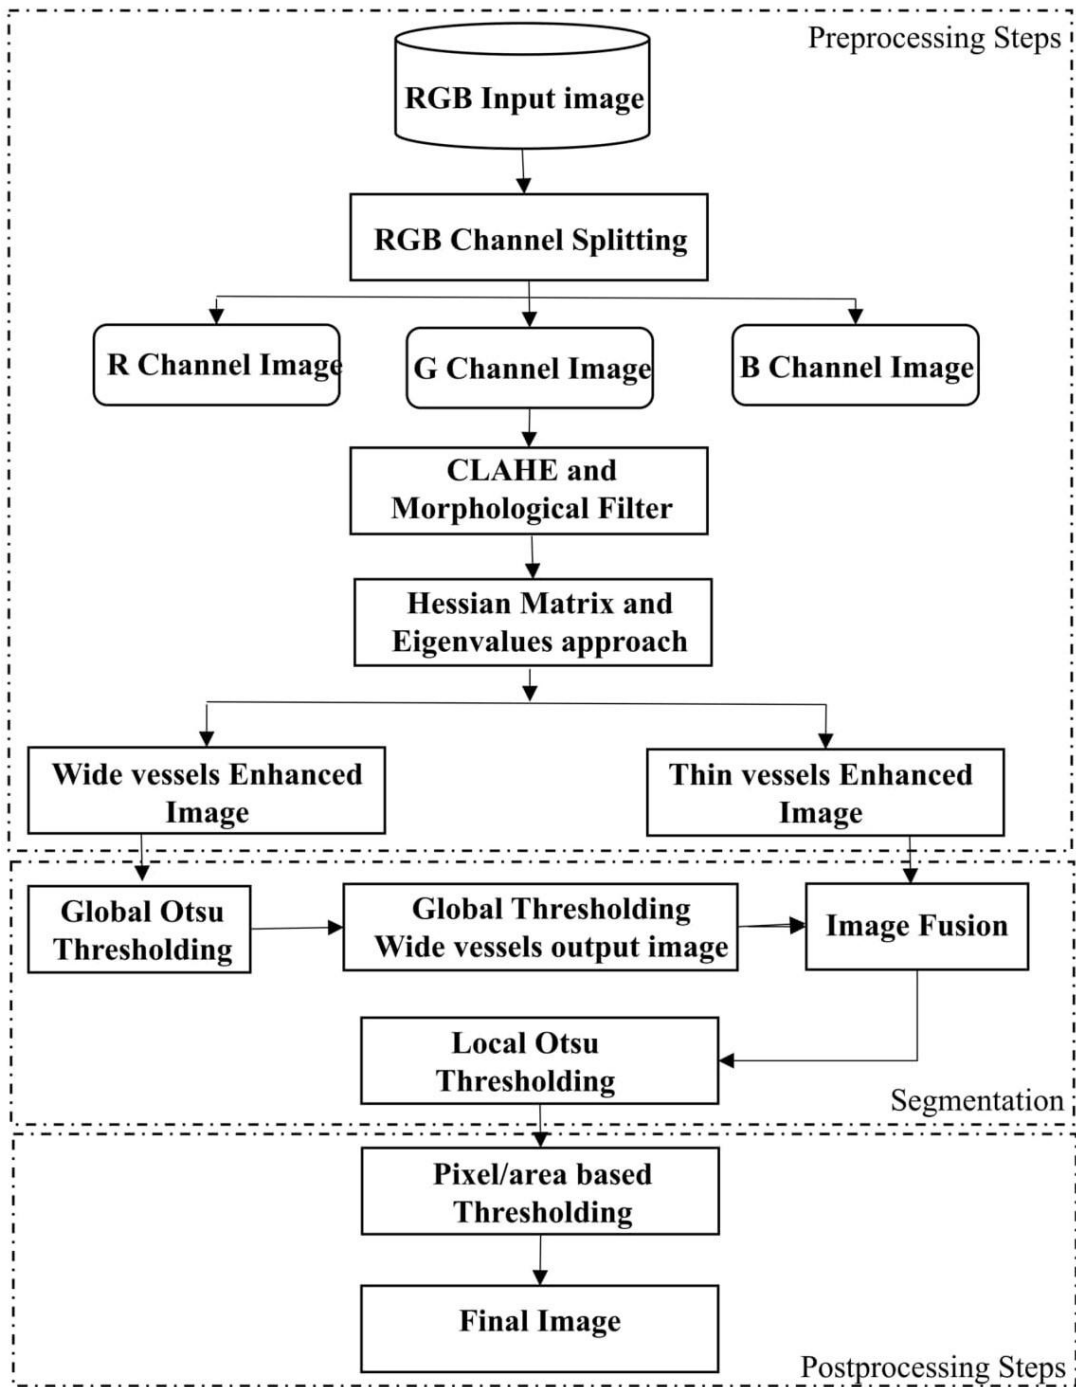 Preprocessing Steps
RGB Input image
RGB Channel Splitting
R Channel Image
G Channel Image
B Channel Image
CLAHE and
Morphological Filter
Hessian Matrix and
Eigenvalues approach
Wide vessels Enhanced
Image
Thin vessels Enhanced
Image
Global Otsu
Thresholding
Global Thresholding
Wide vessels output image
Image Fusion
Local Otsu
Thresholding
Segmentation
Pixel/area based
Thresholding
Final Image
Postprocessing Steps